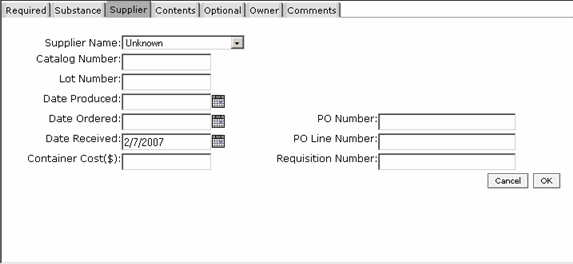 Required Substance Supplier Contents Optional Owner Comments
Supplier Name: Unknown
Catalog Number:
Lot Number:
Date Produced:
Date Ordered: PO Number:
Date Received: 2/7/2007 PO Line Number:
Container Cost($): Requisition Number:
Cancel OK